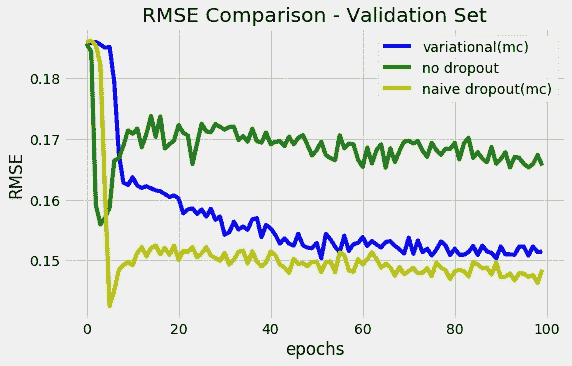 RMSE Comparison - Validation Set
variational(mc)
no dropout
naive dropout(mc)
RMSE
0.18
0.17
0.16
0.15
0 20 40 60 80 100
epochs